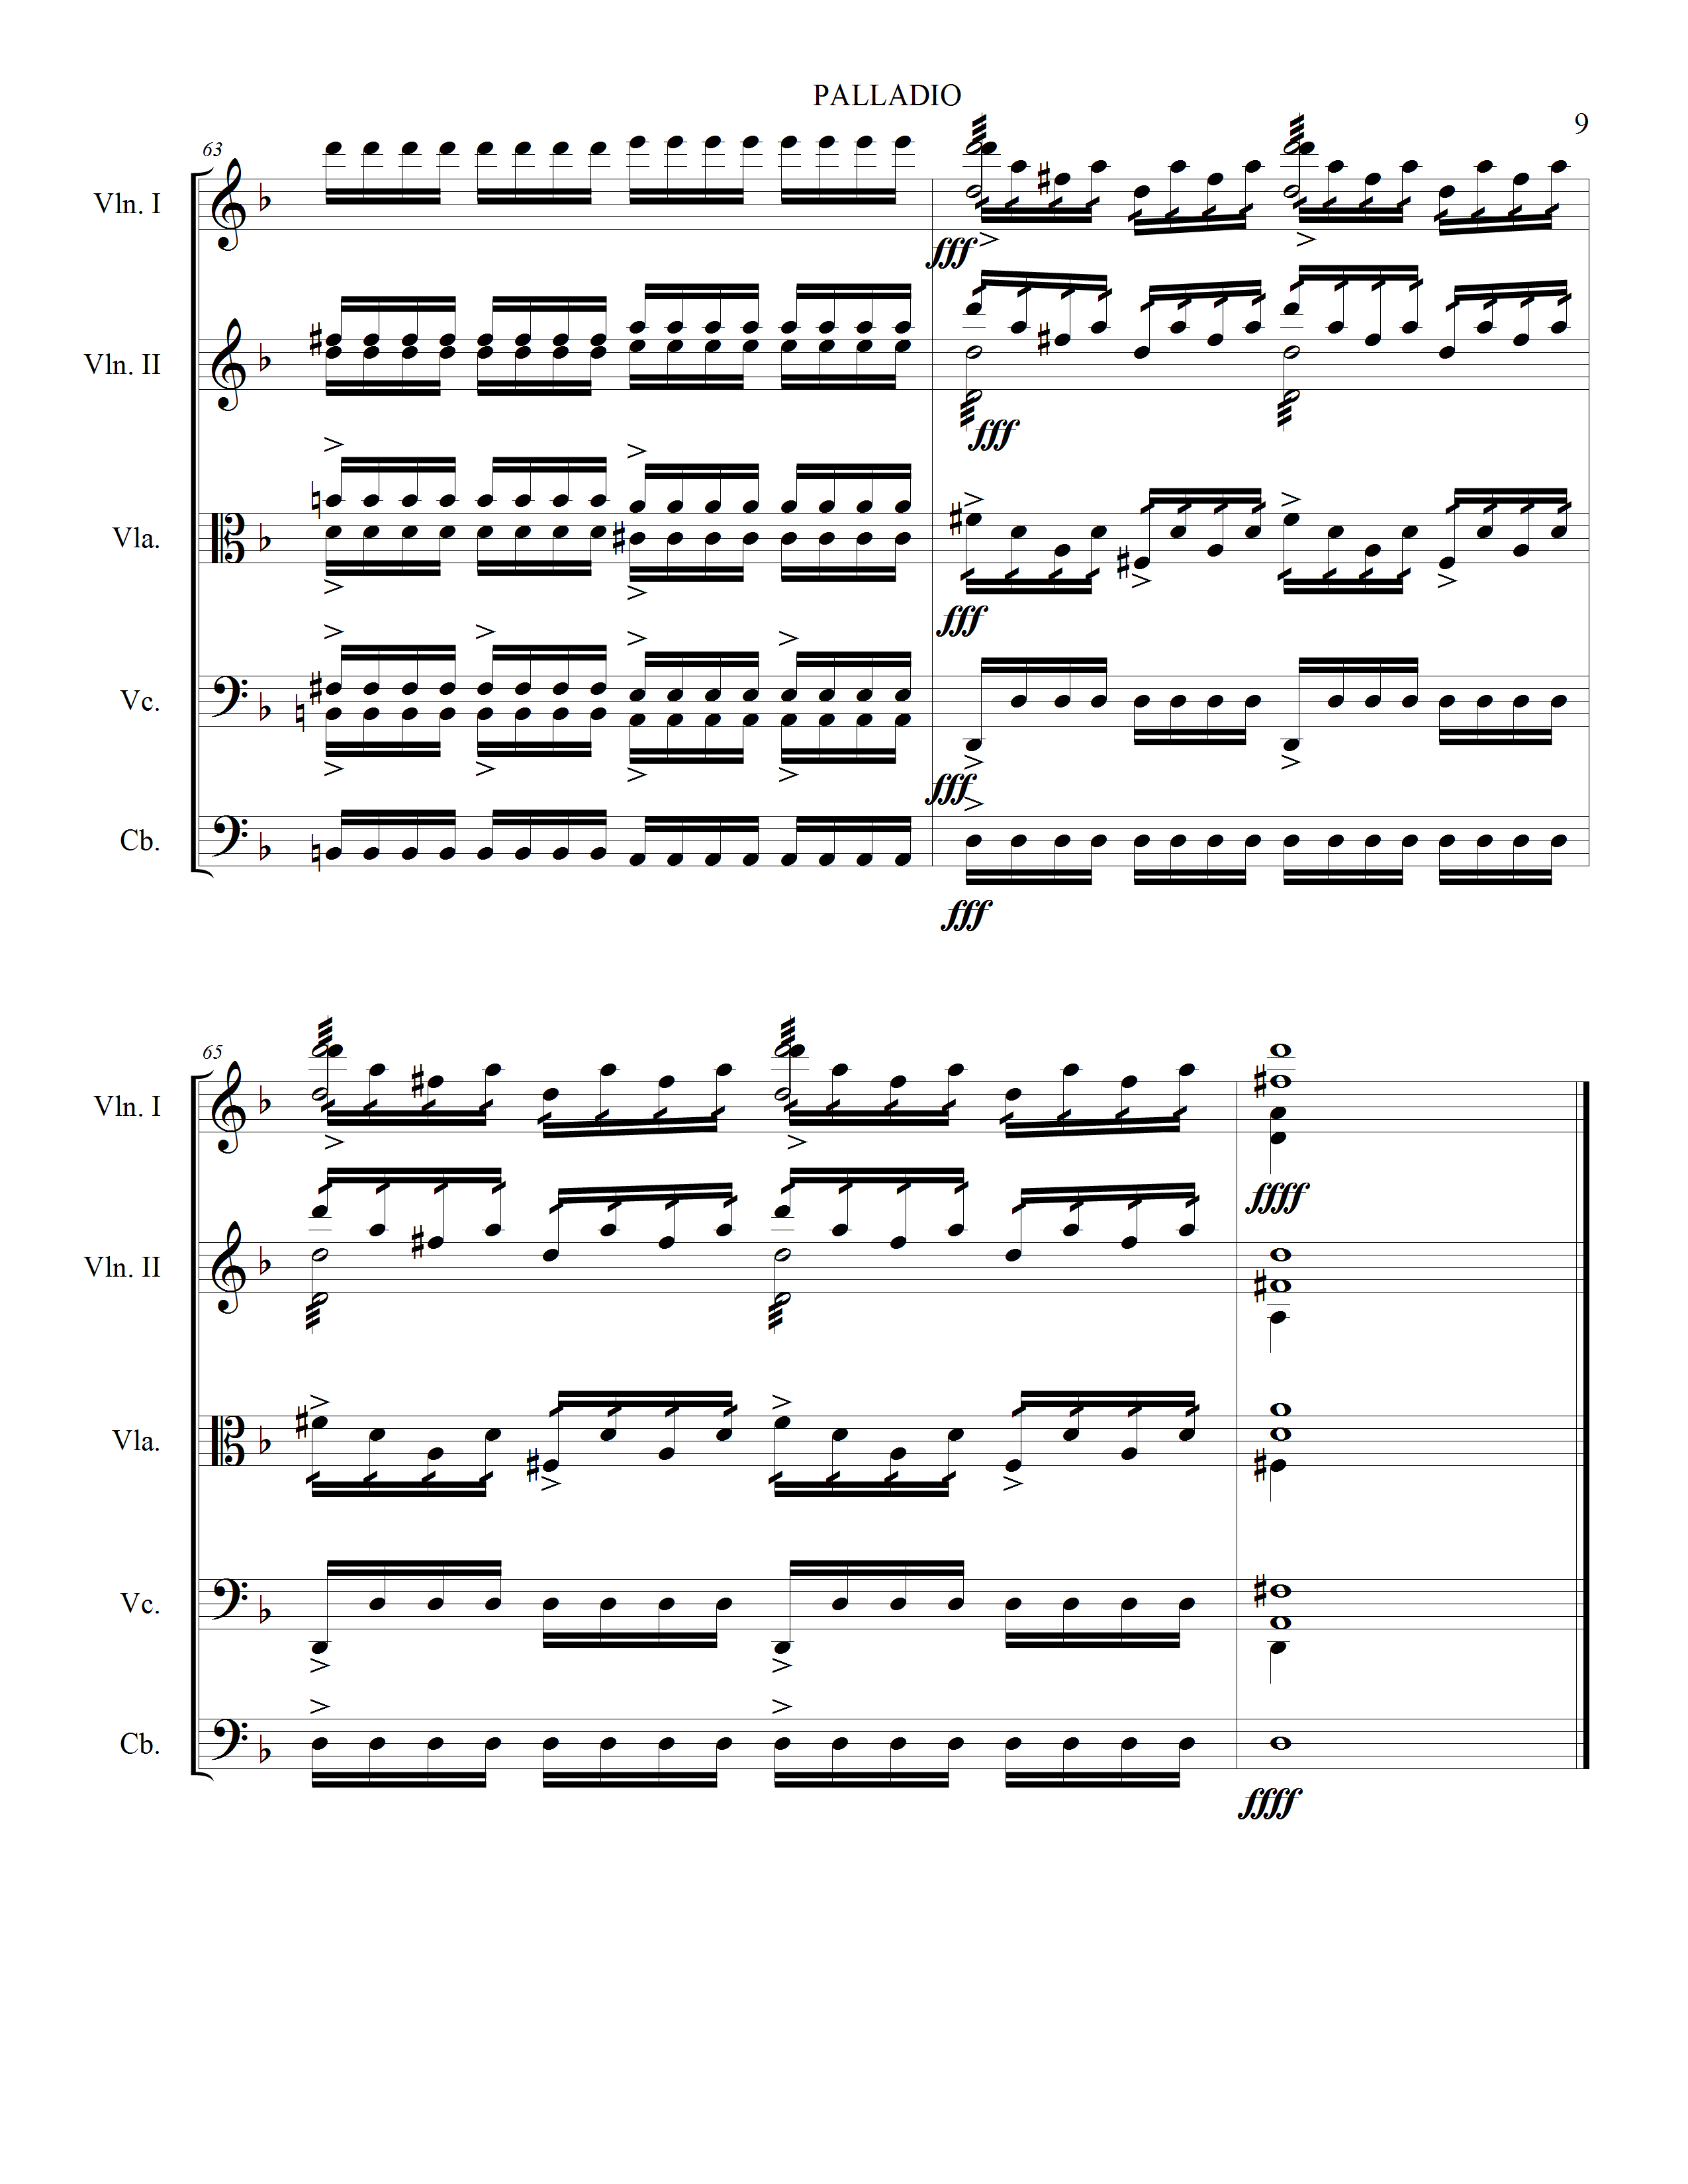 PALLADIO
9
63
Vln. I
fff
Vln. II
fff
Vla.
fff
Vc.
fff
Cb.
fff
65
Vln. I
ffff
Vln. II
Vla.
Vc.
Cb.
ffff